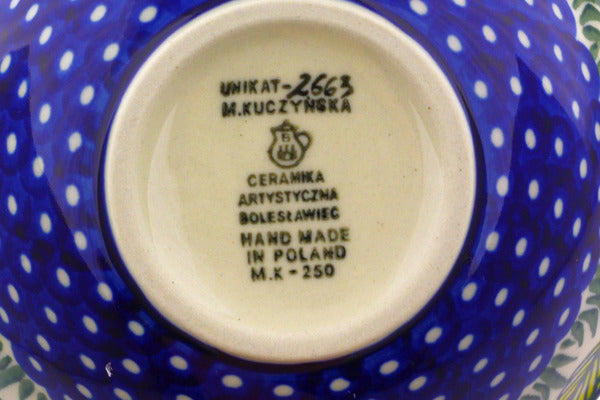 UNIKAT-2663
M.KUCZYŃSKA
B
CERAMIKA
ARTYSTYCZNA
BOLESŁAWIEC
HAND MADE
IN POLAND
M.K-250